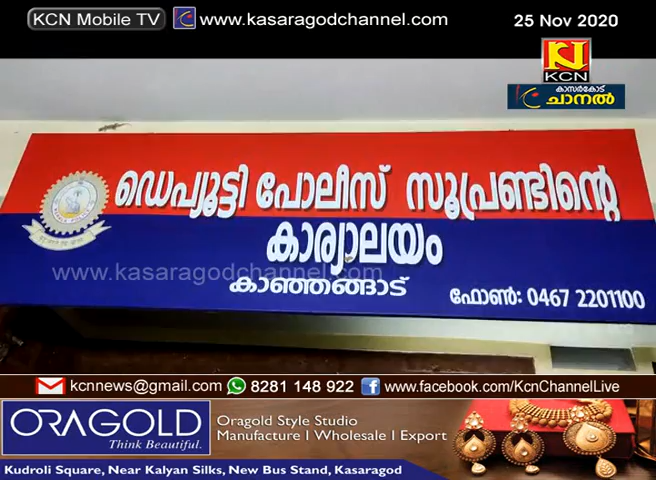 KCN Mobile TV www.kasaragodchannel.com 25 Nov 2020
KCN
കാസർകോട്
ചാനൽ
ഡെപ്യൂട്ടി പോലീസ് സൂപ്രണ്ടിന്റെ
കാര്യാലയം
www.kasaragodchannel.com
കാഞ്ഞങ്ങാട്
ഫോൺ: 0467 2201100
kcnnews@gmail.com 8281 148 922 www.facebook.com/KcnChannelLive
ORAGOLD
Think Beautiful.
Oragold Style Studio
Manufacture I Wholesale I Export
Kudroli Square, Near Kalyan Silks, New Bus Stand, Kasaragod